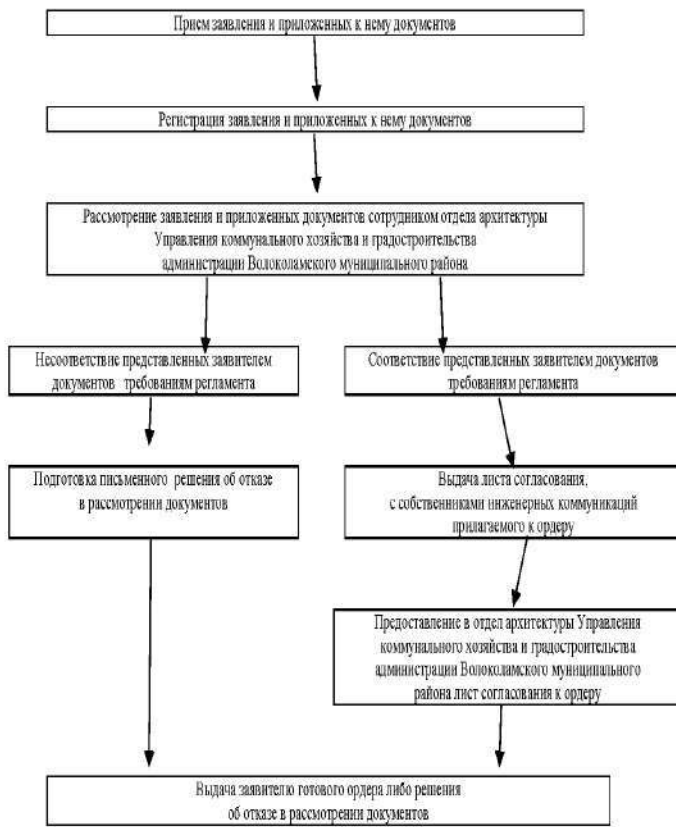 Прием заявления и приложенных к нему документов
Регистрация заявления и приложенных к нему документов
Рассмотрение заявления и приложенных документов сотрудником отдела архитектуры
Управления коммунального хозяйства и градостроительства
администрации Волоколамского муниципального района
Несоответствие представленных заявителем
документов требованиям регламента
Соответствие представленных заявителем документов
требованиям регламента
Подготовка письменного решения об отказе
в рассмотрении документов
Выдача листа согласования,
с собственниками инженерных коммуникаций
прилагаемого к ордеру
Предоставление в отдел архитектуры Управления
коммунального хозяйства и градостроительства
администрации Волоколамского муниципального
района лист согласования к ордеру
Выдача заявителю готового ордера либо решения
об отказе в рассмотрении документов